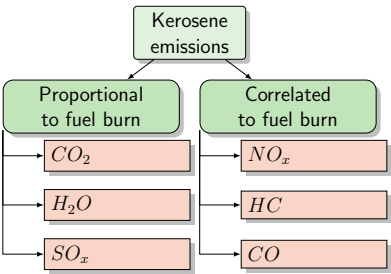 Kerosene
emissions
Proportional
to fuel burn
CO₂
H₂O
SOₓ
Correlated
to fuel burn
NOₓ
HC
CO